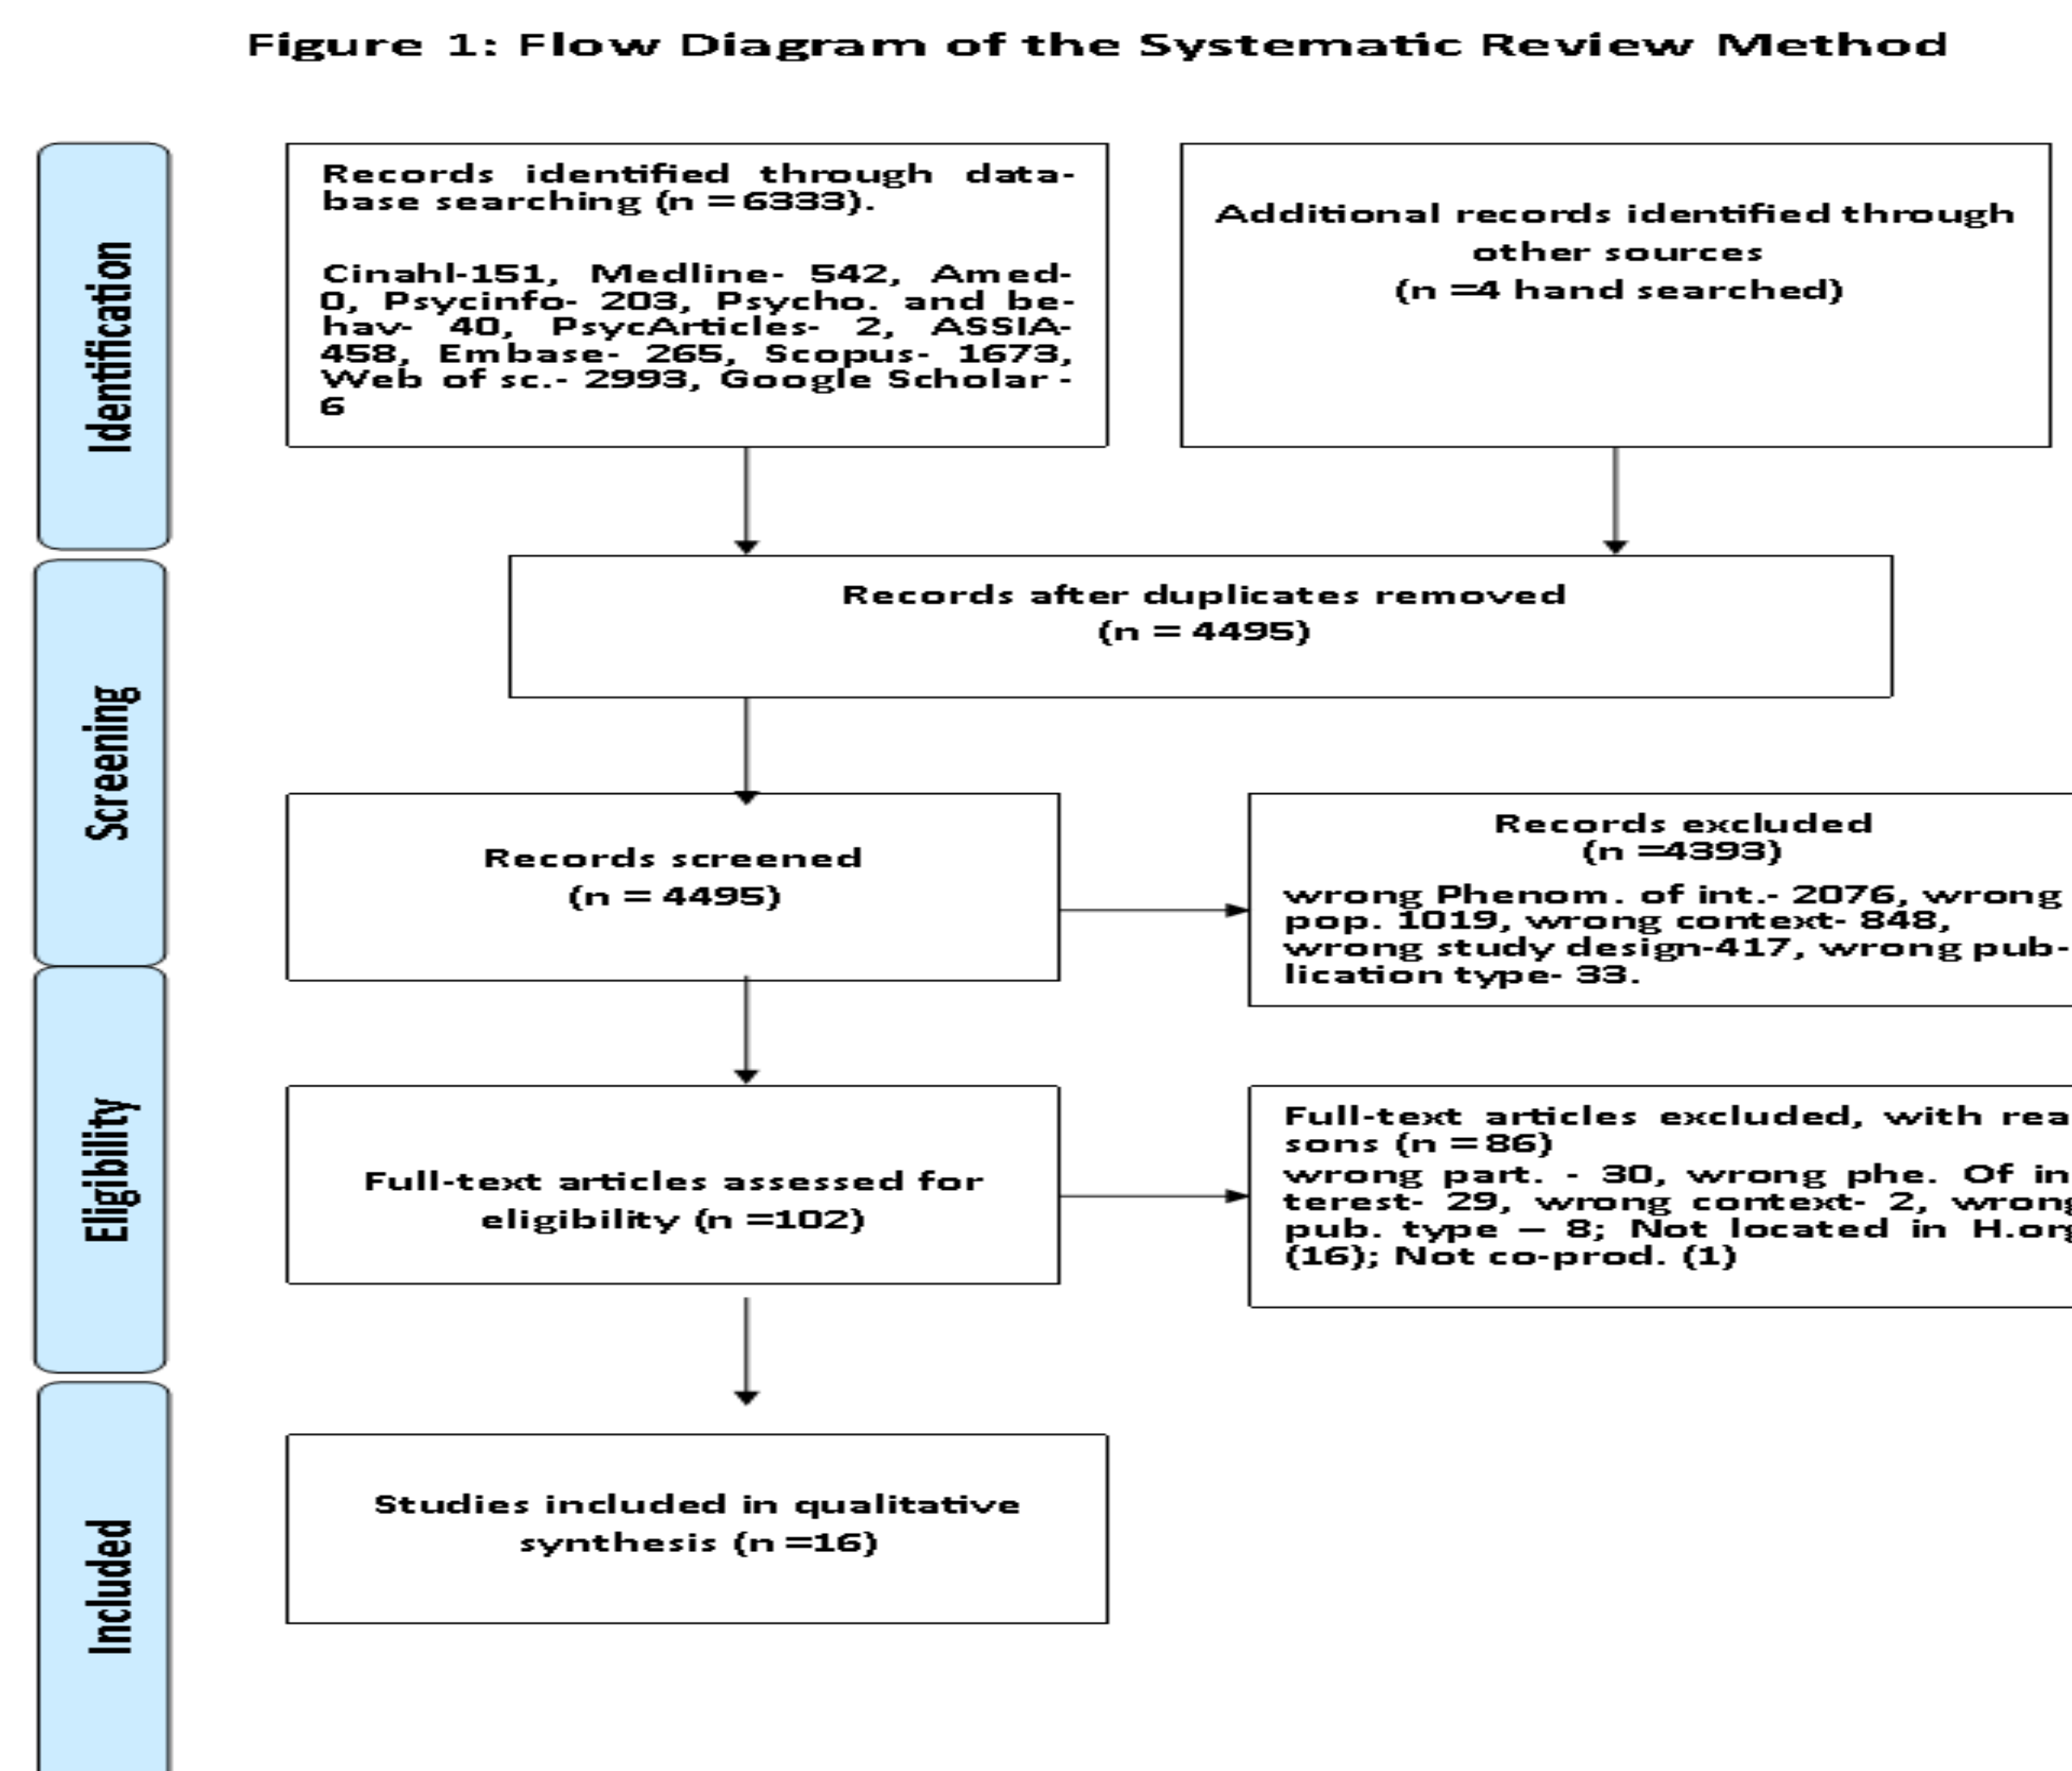 Figure 1: Flow Diagram of the Systematic Review Method
Identification
Records identified through data-
base searching (n =6333).
Cinahl-151, Medline- 542, Amed-
0, Psycinfo- 203, Psycho. and be-
hav- 40, PsycArticles- 2, ASSIA-
458, Embase- 265, Scopus- 1673,
Web of sc.- 2993, Google Scholar -
6
Additional records identified through
other sources
(n =4 hand searched)
Screening
Records after duplicates removed
(n = 4495)
Records screened
(n = 4495)
Records excluded
(n =4393)
wrong Phenom. of int.- 2076, wrong
pop. 1019, wrong context- 848,
wrong study design-417, wrong pub-
lication type- 33.
Eligibility
Full-text articles assessed for
eligibility (n =102)
Full-text articles excluded, with rea
sons (n =86)
wrong part. - 30, wrong phe. Of in
terest- 29, wrong context- 2, wrong
pub. type – 8; Not located in H.org
(16); Not co-prod. (1)
Included
Studies included in qualitative
synthesis (n =16)